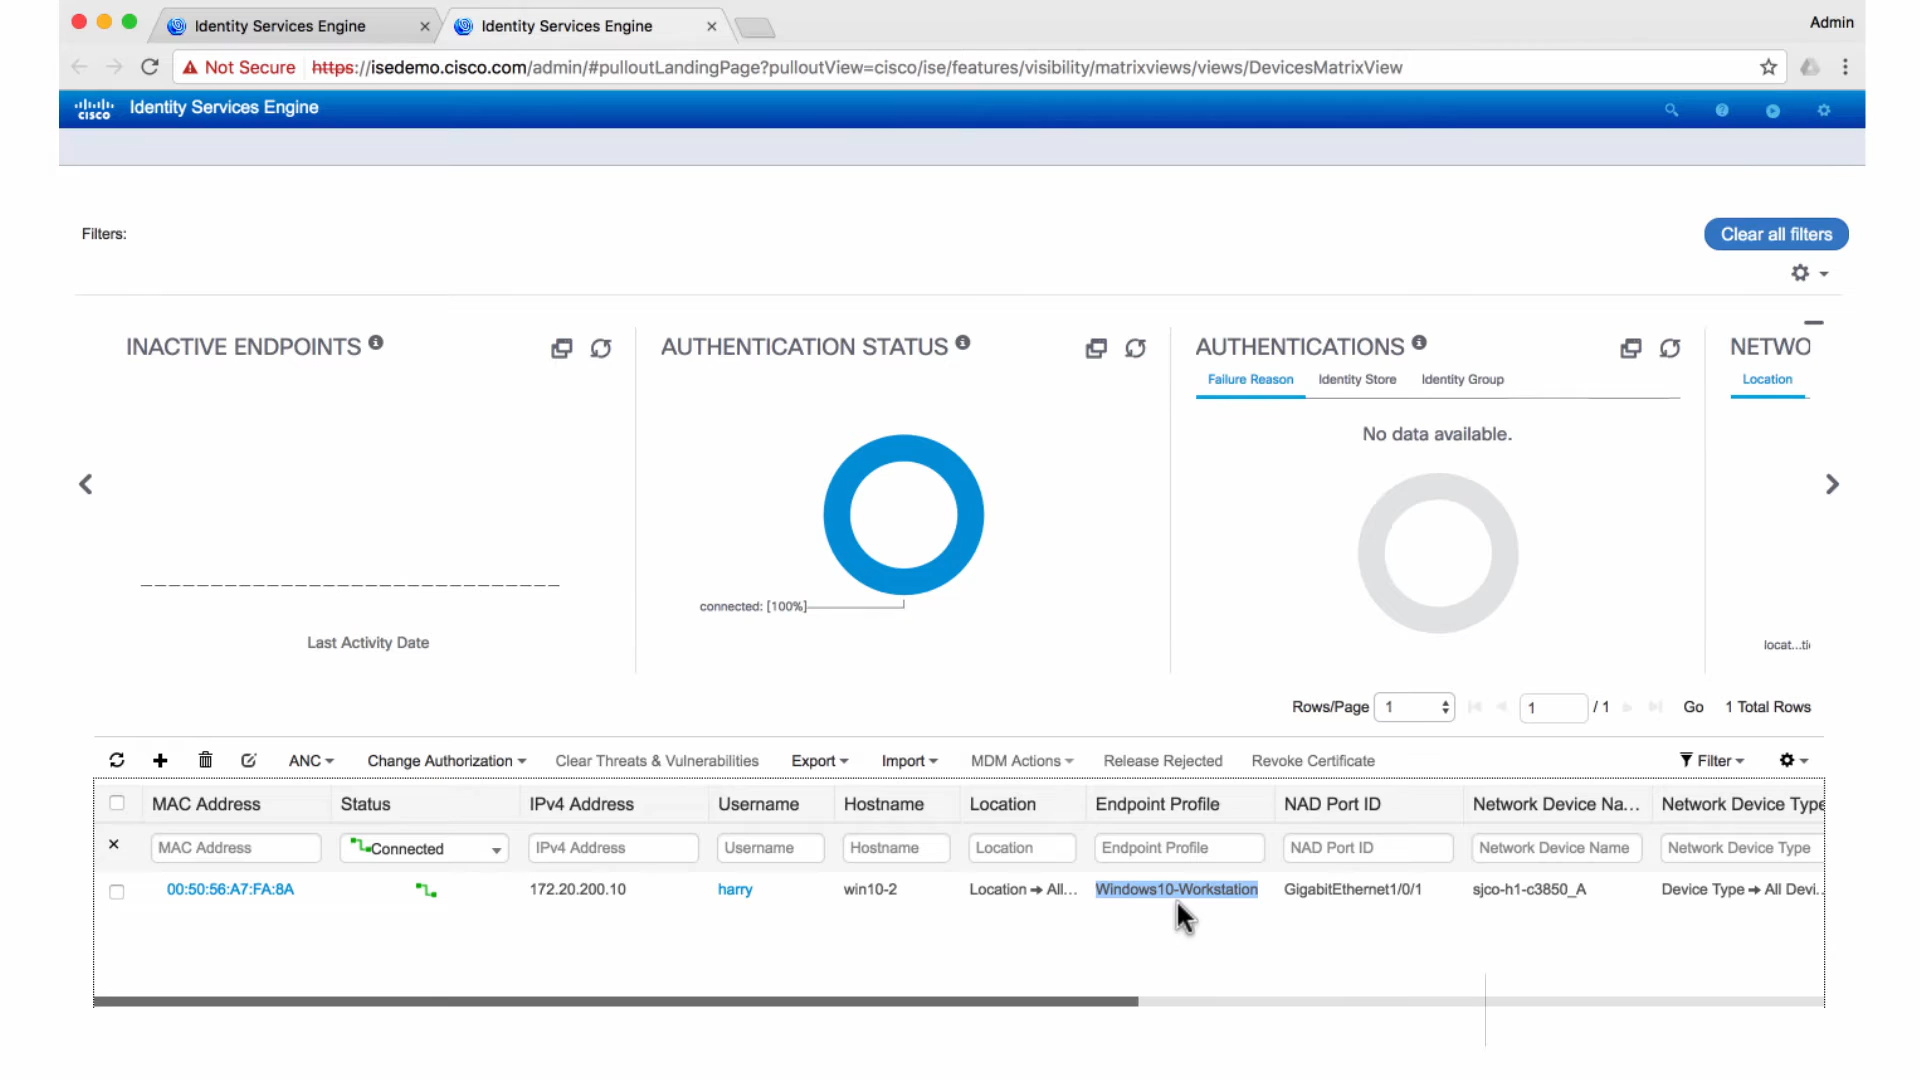 Identity Services Engine
Identity Services Engine
Admin
Not Secure https://isedemo.cisco.com/admin/#pulloutLandingPage?pulloutView=cisco/ise/features/visibility/matrixviews/views/DevicesMatrixView
cisco Identity Services Engine
Filters:
Clear all filters
INACTIVE ENDPOINTS
Last Activity Date
AUTHENTICATION STATUS
connected: [100%]
AUTHENTICATIONS
Failure Reason Identity Store Identity Group
No data available.
NETWO
Location
locat...ti
Rows/Page 1 1 / 1 Go 1 Total Rows
ANC Change Authorization Clear Threats & Vulnerabilities Export Import MDM Actions Release Rejected Revoke Certificate Filter
MAC Address Status IPv4 Address Username Hostname Location Endpoint Profile NAD Port ID Network Device Na... Network Device Type
MAC Address Connected IPv4 Address Username Hostname Location Endpoint Profile NAD Port ID Network Device Name Network Device Type
00:50:56:A7:FA:8A 172.20.200.10 harry win10-2 Location → All... Windows10-Workstation GigabitEthernet1/0/1 sjco-h1-c3850_A Device Type → All Devi...